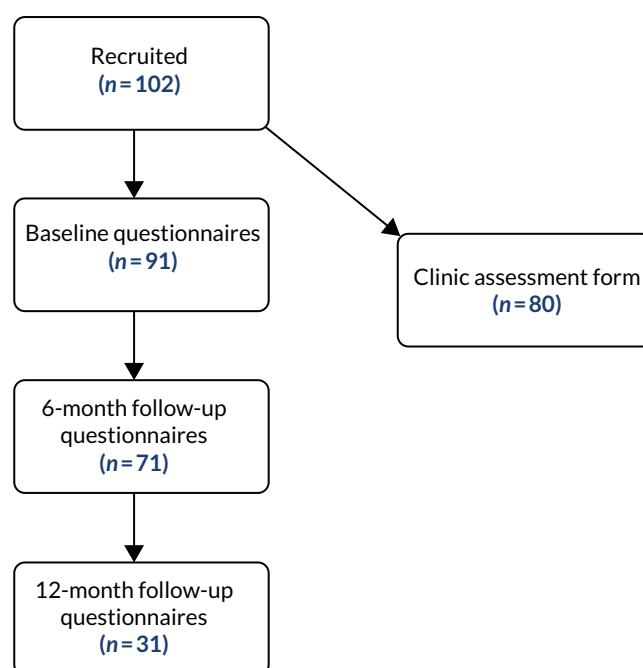 Recruited
(n = 102)
Baseline questionnaires
(n = 91)
Clinic assessment form
(n = 80)
6-month follow-up
questionnaires
(n = 71)
12-month follow-up
questionnaires
(n = 31)